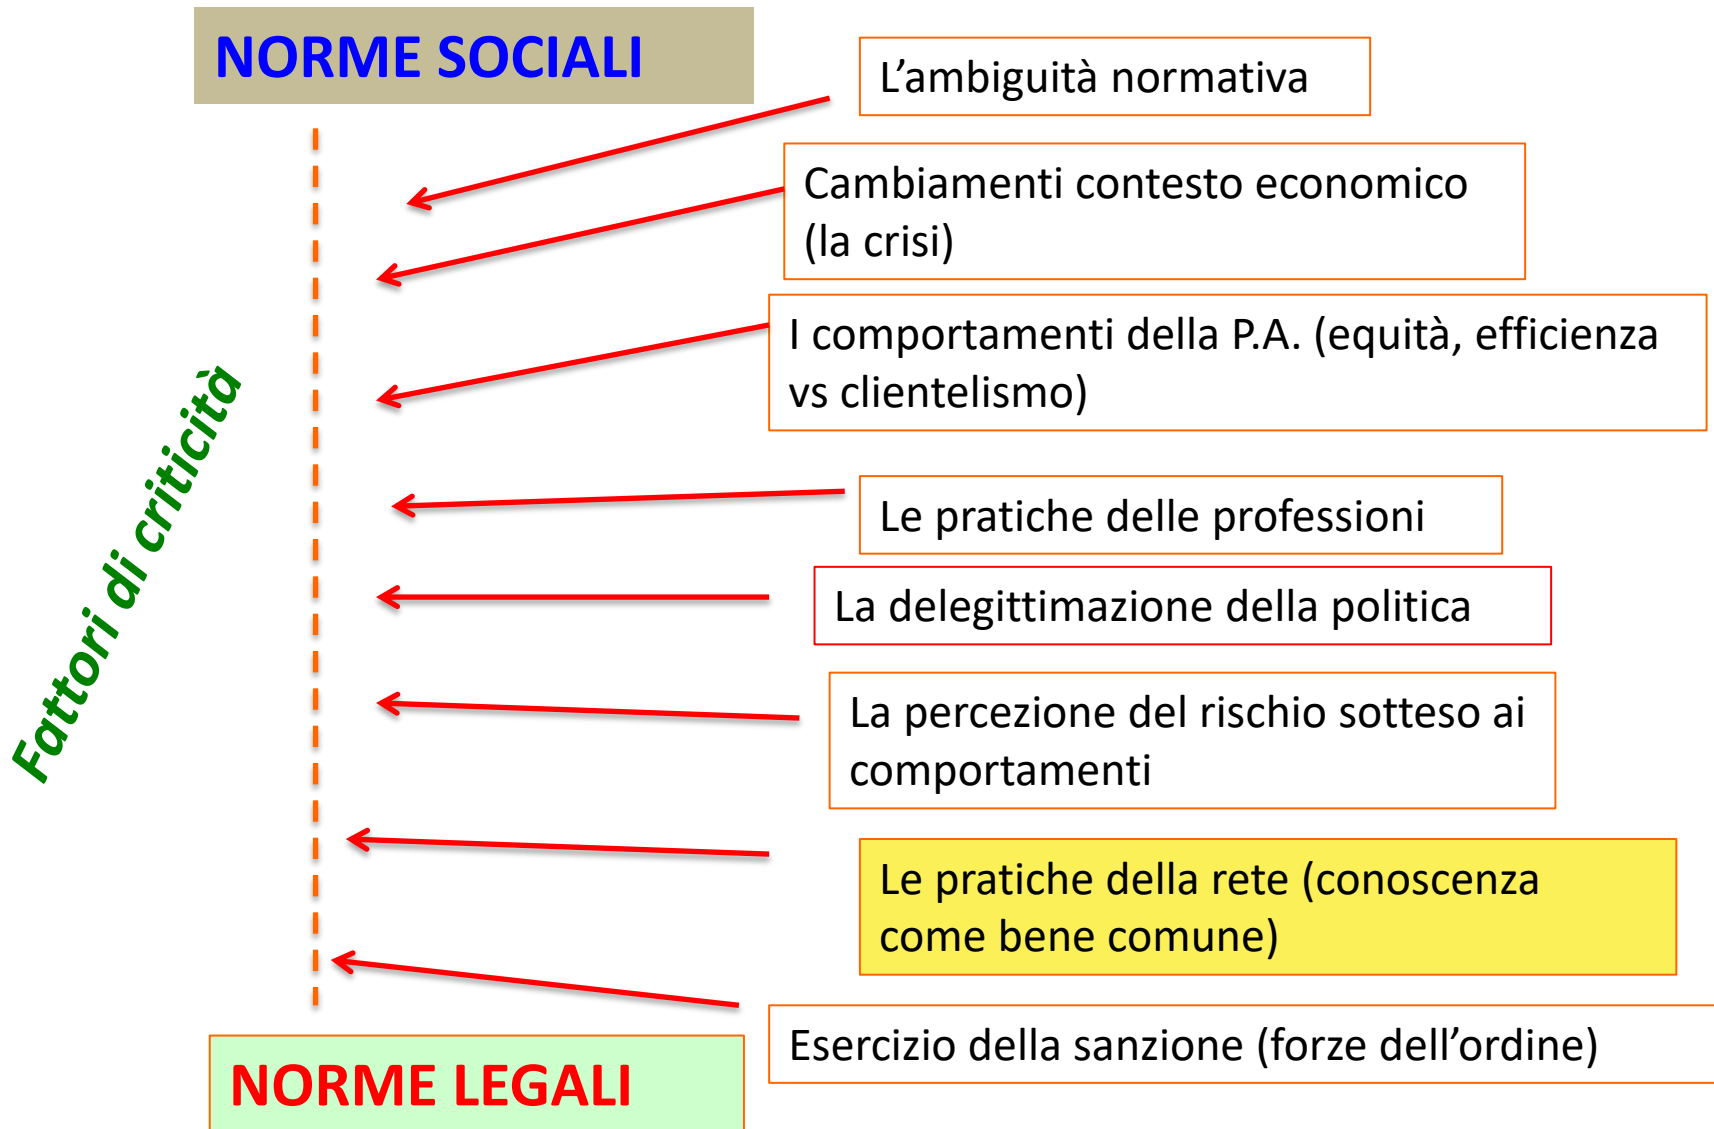 NORME SOCIALI
L’ambiguità normativa
Cambiamenti contesto economico
(la crisi)
I comportamenti della P.A. (equità, efficienza
vs clientelismo)
Fattori di criticità
Le pratiche delle professioni
La delegittimazione della politica
La percezione del rischio sotteso ai
comportamenti
Le pratiche della rete (conoscenza
come bene comune)
Esercizio della sanzione (forze dell’ordine)
NORME LEGALI